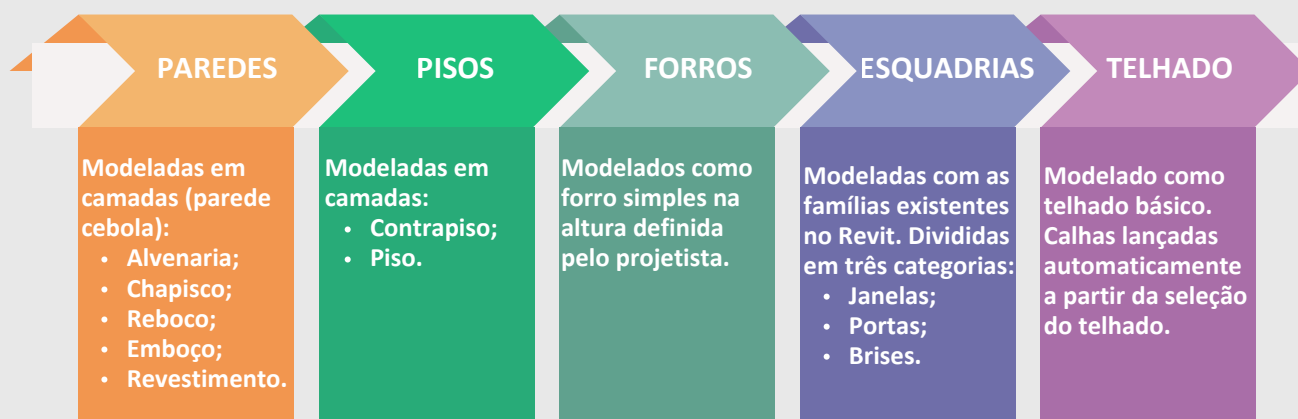 PAREDES
Modeladas em
camadas (parede
cebola):
• Alvenaria;
• Chapisco;
• Reboco;
• Emboço;
• Revestimento.
PISOS
Modeladas em
camadas:
• Contrapiso;
• Piso.
FORROS
Modelados como
forro simples na
altura definida
pelo projetista.
ESQUADRIAS
Modeladas com as
famílias existentes
no Revit. Divididas
em três categorias:
• Janelas;
• Portas;
• Brises.
TELHADO
Modelado como
telhado básico.
Calhas lançadas
automaticamente
a partir da seleção
do telhado.